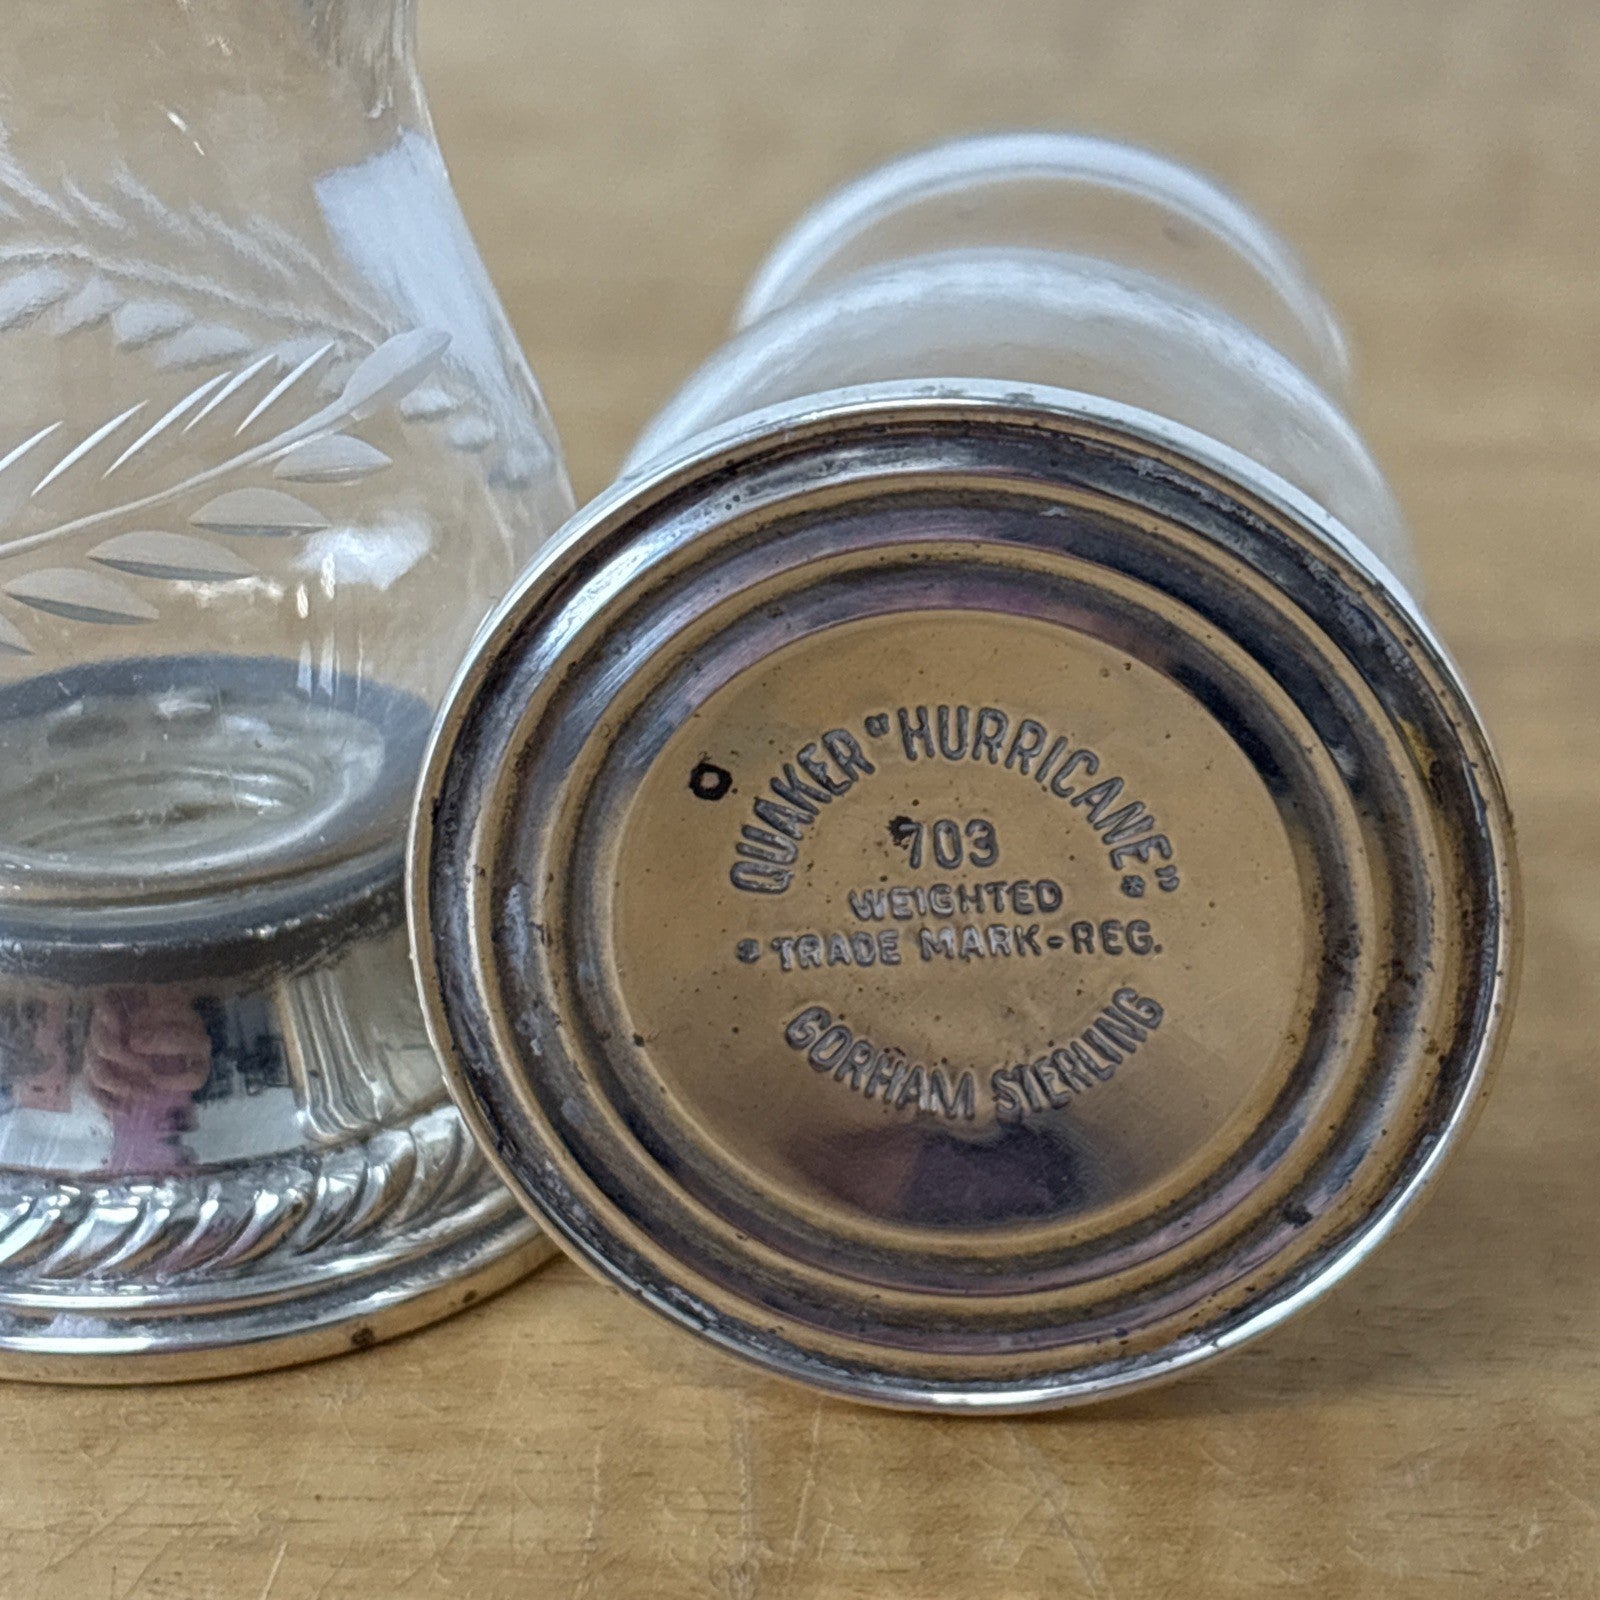 QUAKER "HURRICANE"*
703
WEIGHTED
* TRADE MARK-REG.
GORHAM STERLING